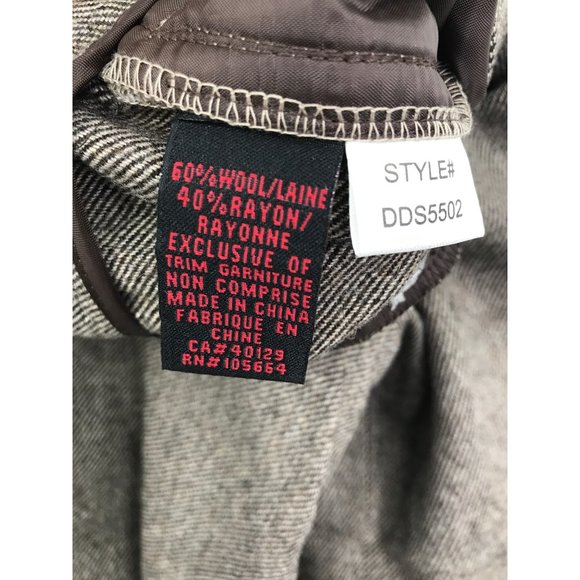 60%WOOL/LAINE
40%RAYON/
RAYONNE
EXCLUSIVE OF
TRIM GARNITURE
NON COMPRISE
MADE IN CHINA
FABRIQUE EN
CHINE
CA#40129
RN#105664
STYLE#
DDS5502